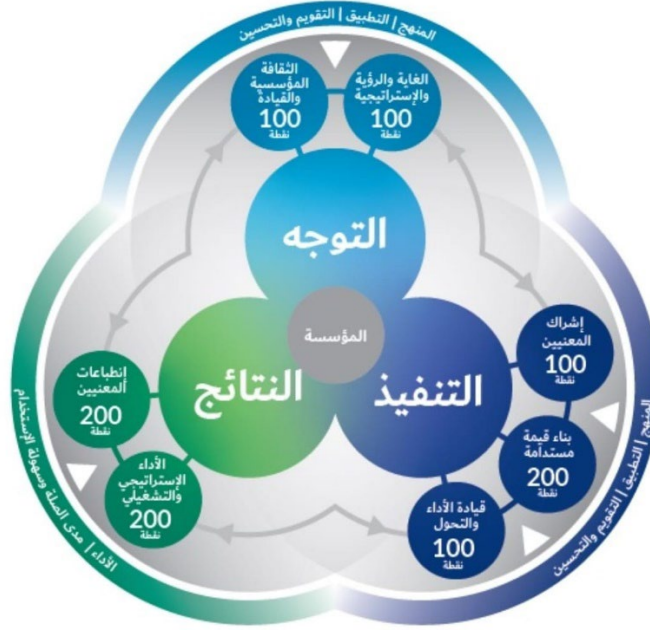 المنهج | التطبيق | التقويم والتحسين
الغاية والرؤية
والإستراتيجية
100
نقطة
الثقافة
المؤسسية
والقيادة
100
نقطة
التوجه
المؤسسة
التنفيذ
النتائج
إشراك
المعنيين
100
نقطة
بناء قيمة
مستدامة
200
نقطة
قيادة الأداء
والتحول
100
نقطة
المنهج | التطبيق | التقويم والتحسين
إنطباعات
المعنيين
200
نقطة
الأداء
الإستراتيجي
والتشغيلي
200
نقطة
الأداء | مدى الصلة وسهولة الإستخدام